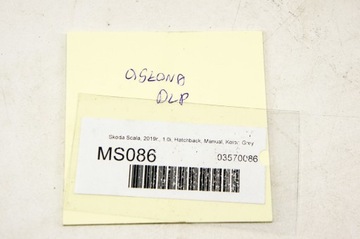 OSŁONA
DLP
Skoda Scala, 2019r., 1.0i, Hatchback, Manual, Kolor: Grey
MS086
03570086